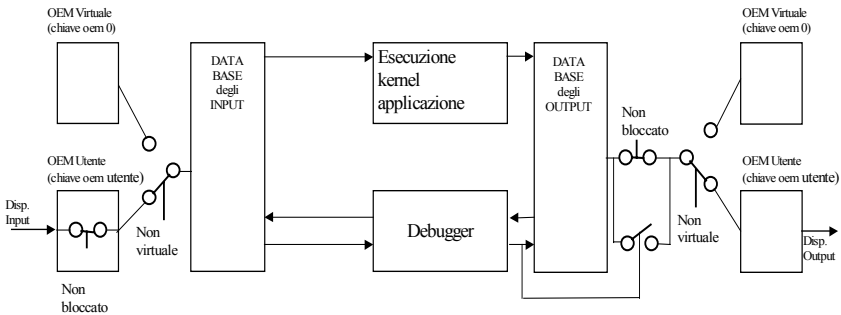 OEM Virtuale
(chiave oem 0)
OEM Virtuale
(chiave oem 0)
DATA
BASE
degli
INPUT
Esecuzione
kernel
applicazione
DATA
BASE
degli
OUTPUT
Non
bloccato
OEM Utente
(chiave oem utente)
OEM Utente
(chiave oem utente)
Disp.
Input
Non
virtuale
Debugger
Non
virtuale
Disp.
Output
Non
bloccato